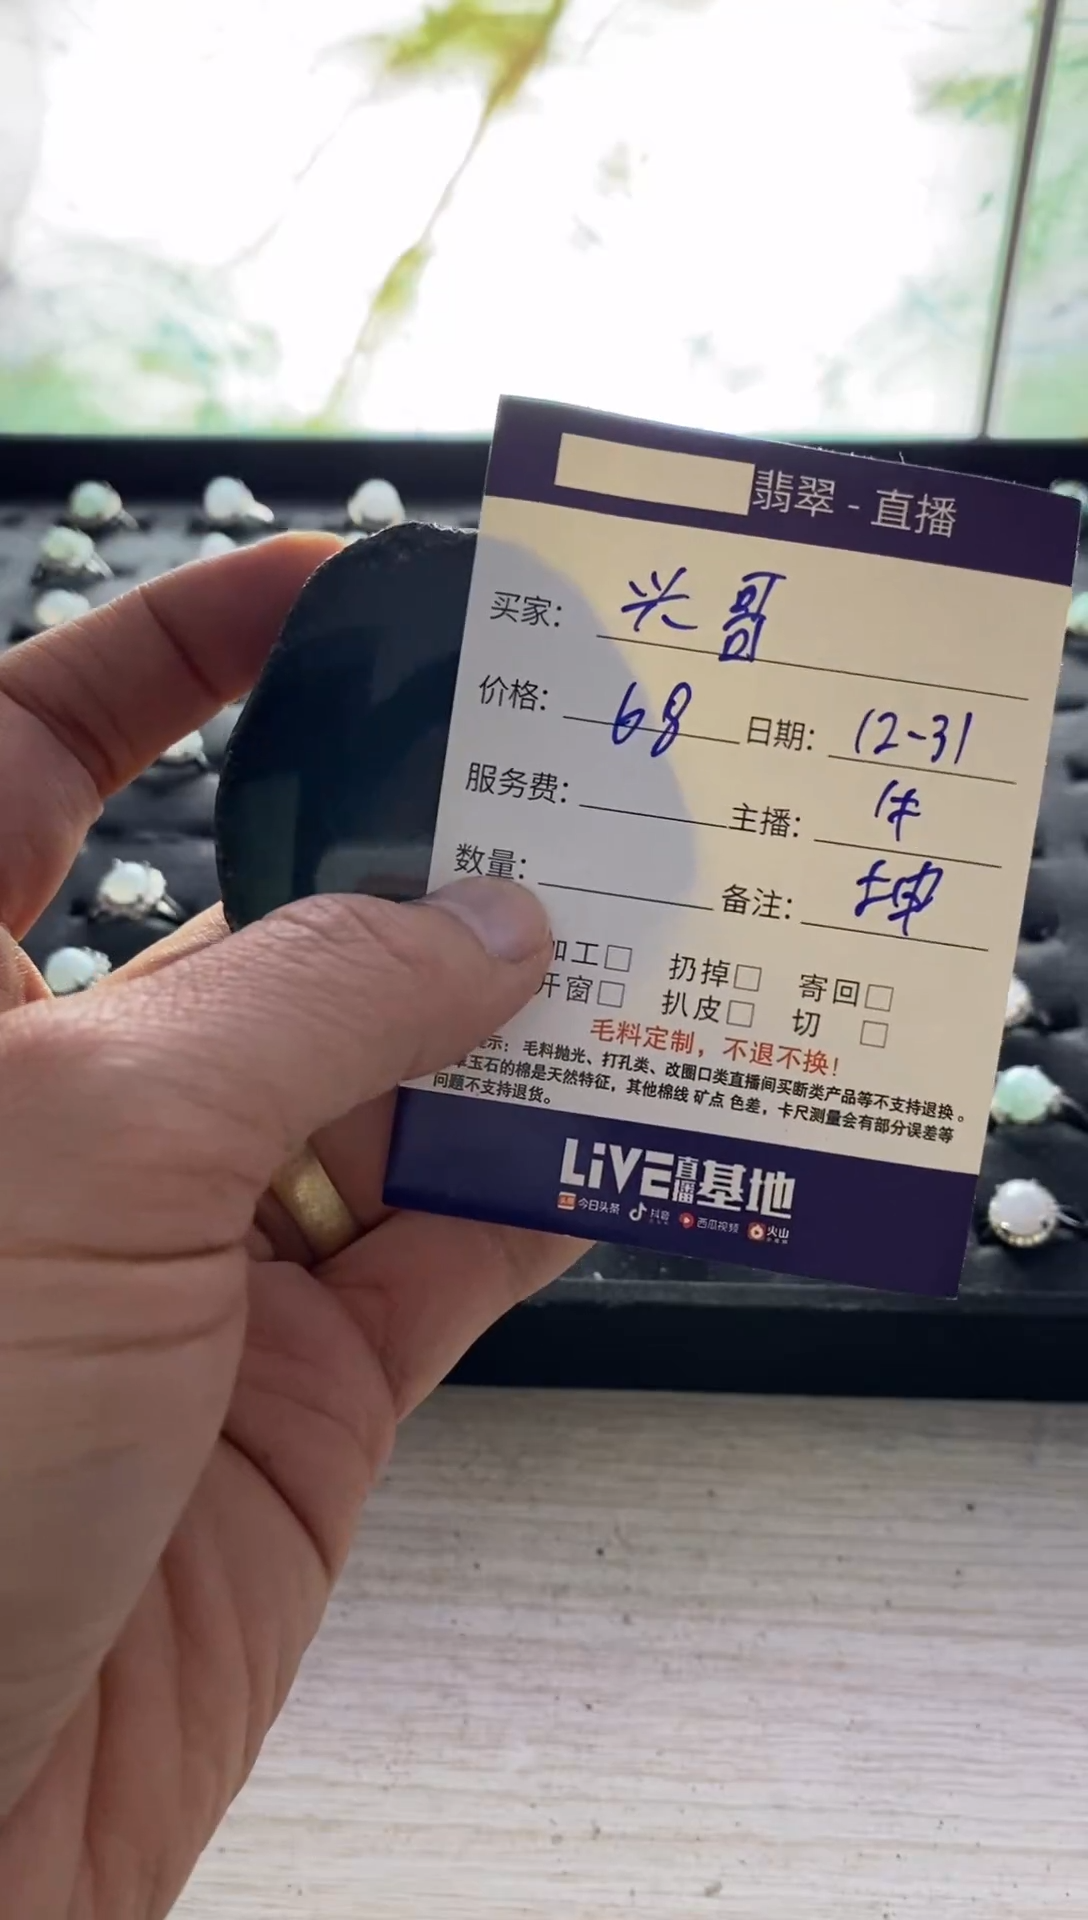 翡翠 - 直播
买家: 兴哥
价格: 68 日期: 12-31
服务费: 主播:
数量: 备注: 坤
加工□ 扔掉□ 寄回□
开窗□ 扒皮□ 切 □
毛料定制，不退不换！
示：毛料抛光、打孔类、改圈口类直播间买断类产品等不支持退换。
翠玉石的棉是天然特征，其他棉线 矿点 色差，卡尺测量会有部分误差等
问题不支持退货。
LiVE直播基地
今日头条 抖音 西瓜视频 火山